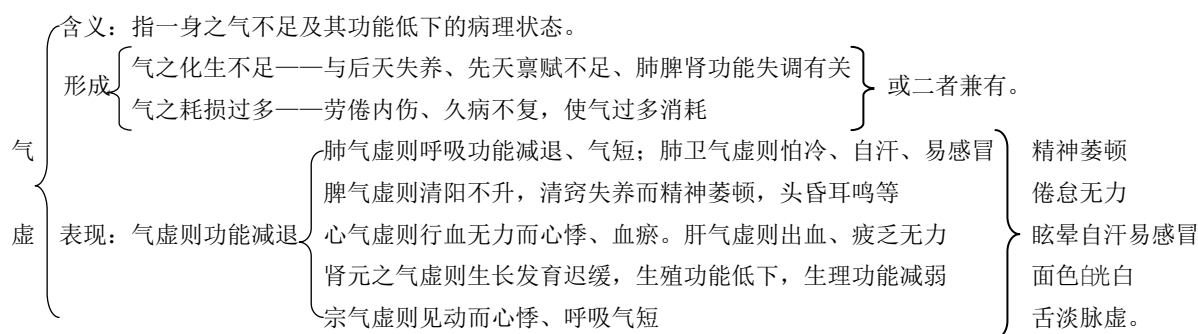 含义：指一身之气不足及其功能低下的病理状态。
形成
气之化生不足——与后天失养、先天禀赋不足、肺脾肾功能失调有关
气之耗损过多——劳倦内伤、久病不复，使气过多消耗
或二者兼有。
气
虚
表现：气虚则功能减退
肺气虚则呼吸功能减退、气短；肺卫气虚则怕冷、自汗、易感冒
脾气虚则清阳不升，清窍失养而精神萎顿，头昏耳鸣等
心气虚则行血无力而心悸、血瘀。肝气虚则出血、疲乏无力
肾元之气虚则生长发育迟缓，生殖功能低下，生理功能减弱
宗气虚则见动而心悸、呼吸气短
精神萎顿
倦怠无力
眩晕自汗易感冒
面色㿠白
舌淡脉虚。